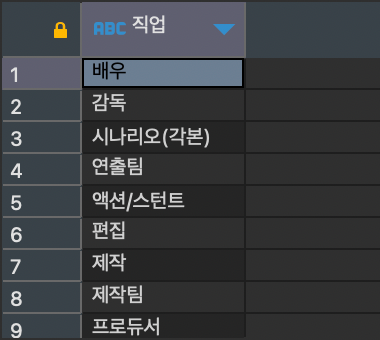 ABC 직업
1 배우
2 감독
3 시나리오(각본)
4 연출팀
5 액션/스턴트
6 편집
7 제작
8 제작팀
9 프로듀서